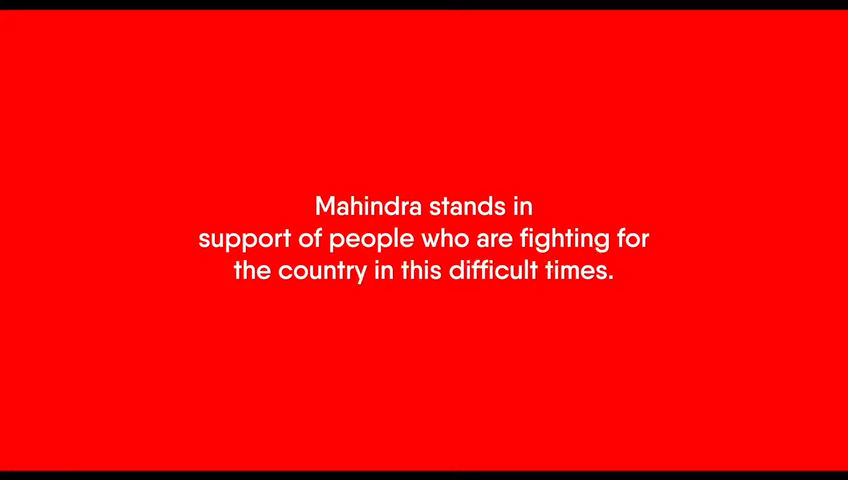 Mahindra stands in
support of people who are fighting for
the country in this difficult times.